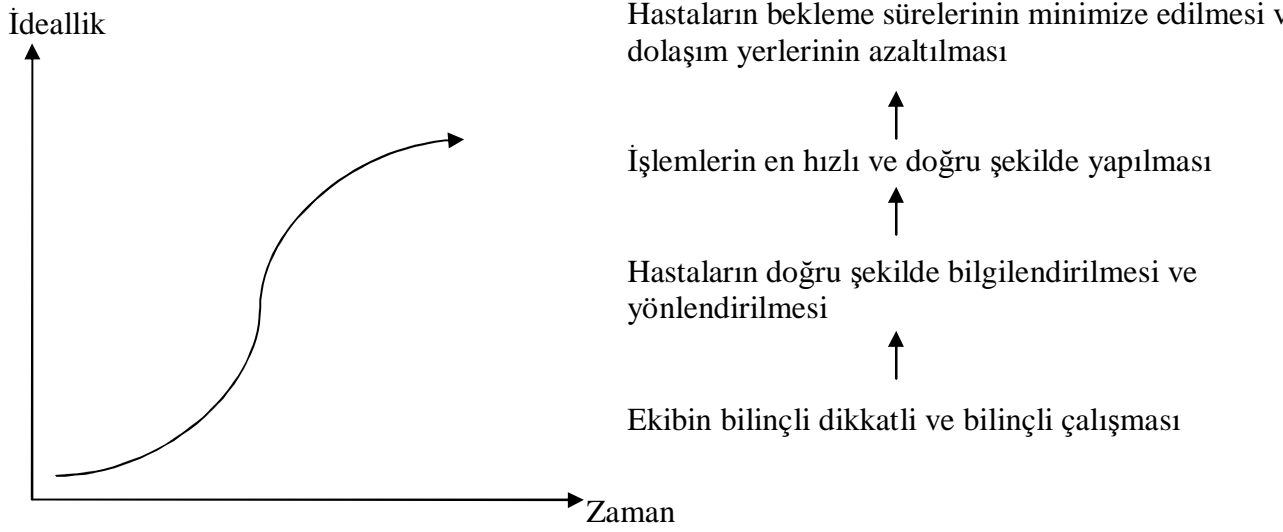 İdeallik
Hastaların bekleme sürelerinin minimize edilmesi
dolaşım yerlerinin azaltılması
İşlemlerin en hızlı ve doğru şekilde yapılması
Hastaların doğru şekilde bilgilendirilmesi ve
yönlendirilmesi
Ekibin bilinçli dikkatli ve bilinçli çalışması
Zaman